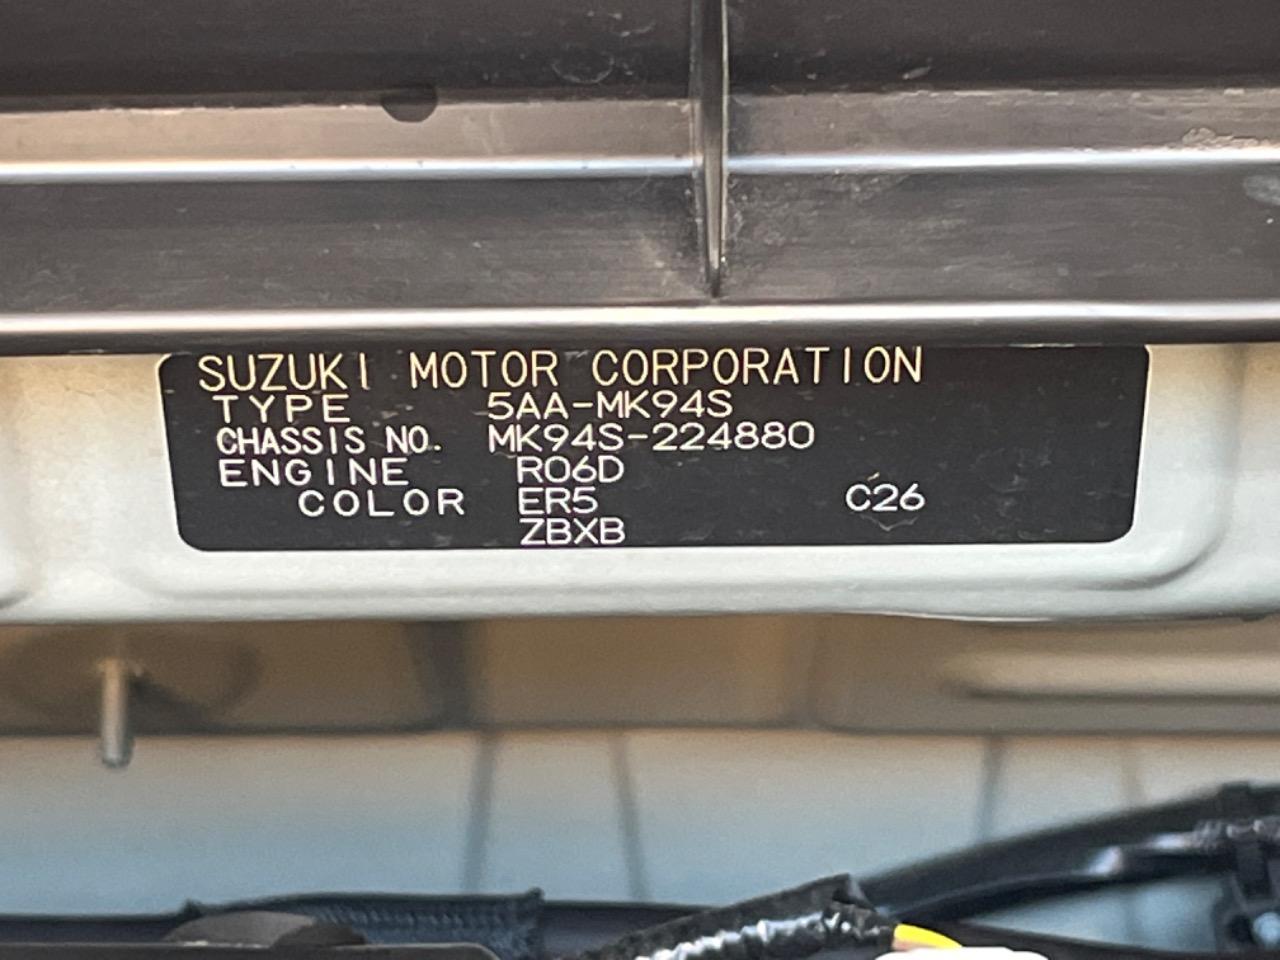 SUZUKI MOTOR CORPORATION
TYPE 5AA-MK94S
CHASSIS NO. MK94S-224880
ENGINE R06D
COLOR ER5 C26
ZBXB